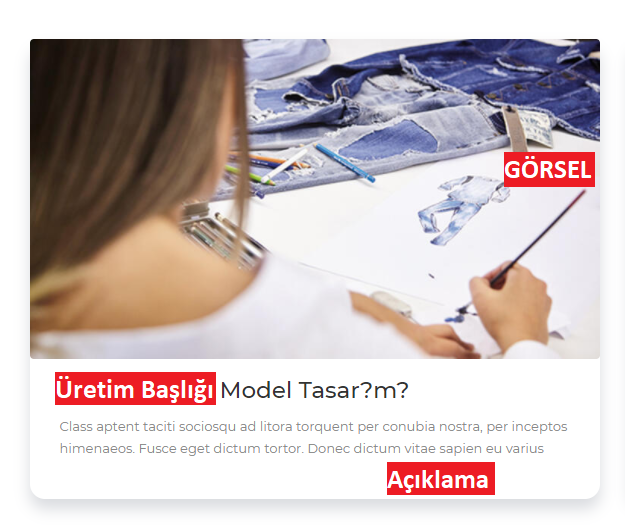 GÖRSEL
Üretim Başlığı Model Tasar?m?
Class aptent taciti sociosqu ad litora torquent per conubia nostra, per inceptos
himenaeos. Fusce eget dictum tortor. Donec dictum vitae sapien eu varius
Açıklama